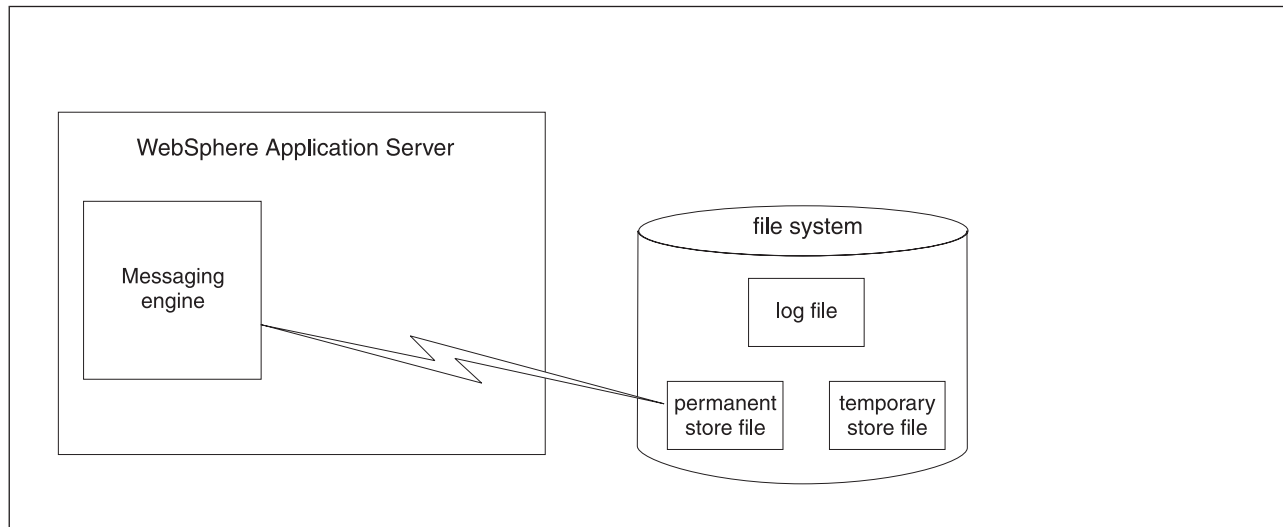 WebSphere Application Server
Messaging
engine
file system
log file
permanent
store file
temporary
store file